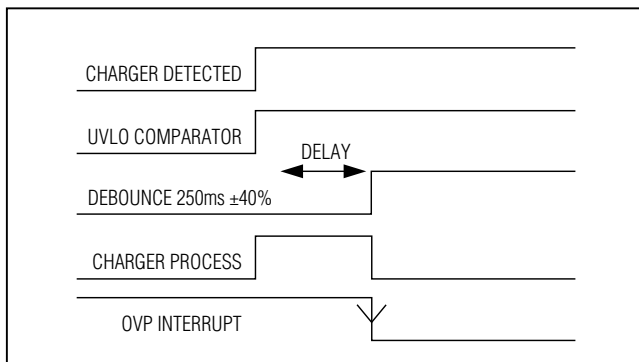 CHARGER DETECTED
UVLO COMPARATOR
DELAY
DEBOUNCE 250ms ±40%
CHARGER PROCESS
OVP INTERRUPT